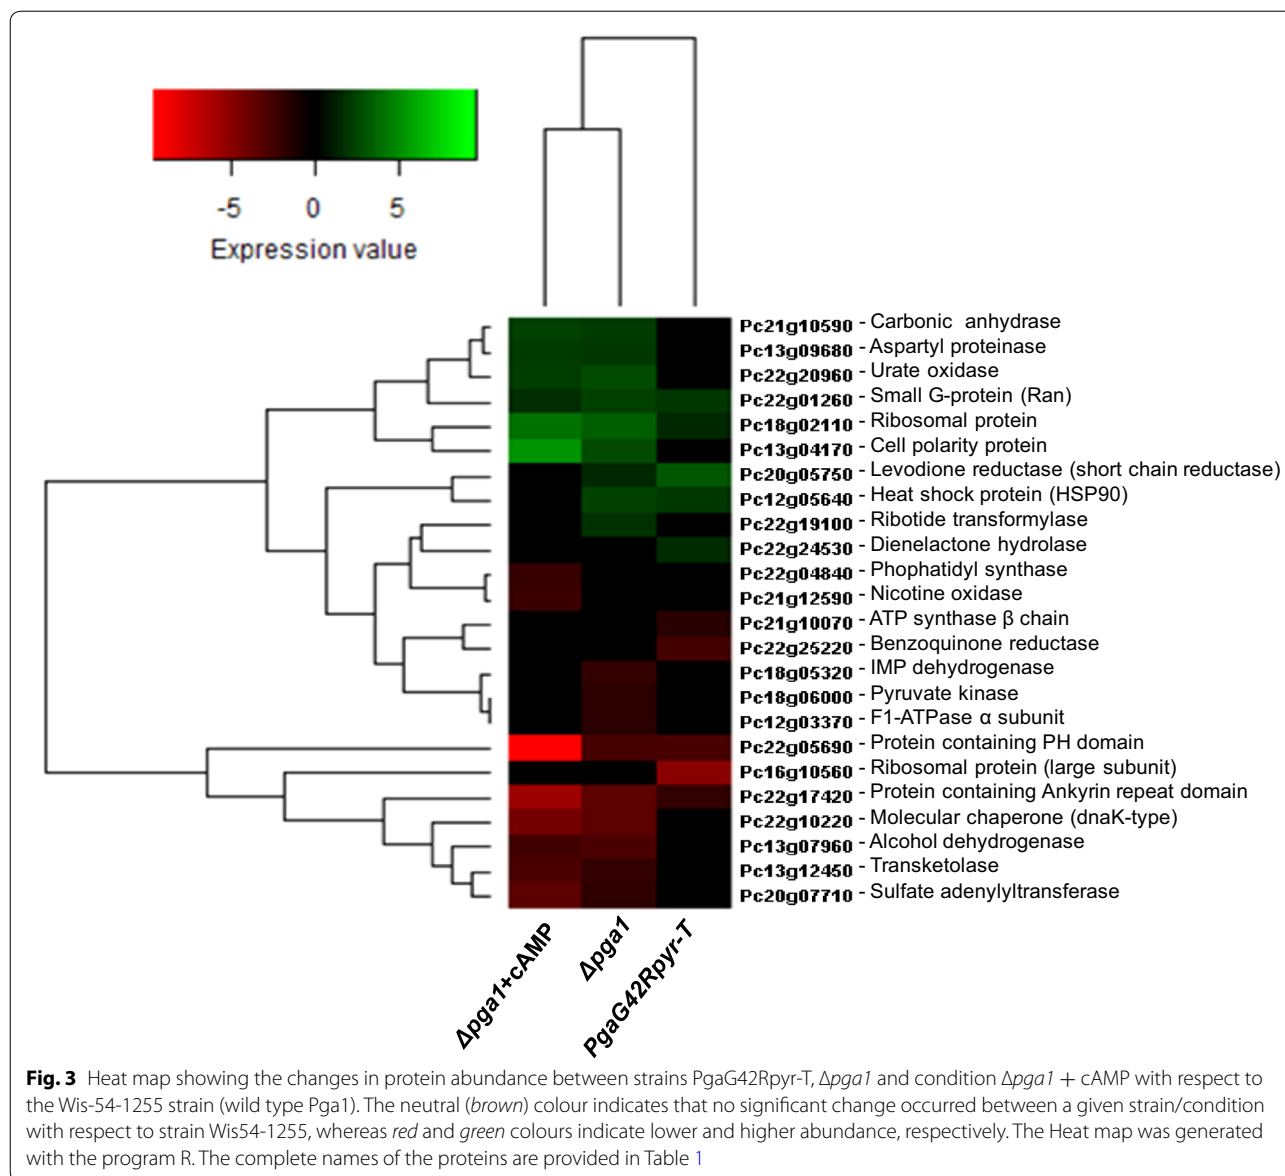 -5 0 5
Expression value
Pc21g10590 - Carbonic anhydrase
Pc13g09680 - Aspartyl proteinase
Pc22g20960 - Urate oxidase
Pc22g01260 - Small G-protein (Ran)
Pc18g02110 - Ribosomal protein
Pc13g04170 - Cell polarity protein
Pc20g05750 - Levodione reductase (short chain reductase)
Pc12g05640 - Heat shock protein (HSP90)
Pc22g19100 - Ribotide transformylase
Pc22g24530 - Dienelactone hydrolase
Pc22g04840 - Phophatidyl synthase
Pc21g12590 - Nicotine oxidase
Pc21g10070 - ATP synthase β chain
Pc22g25220 - Benzoquinone reductase
Pc18g05320 - IMP dehydrogenase
Pc18g06000 - Pyruvate kinase
Pc12g03370 - F1-ATPase α subunit
Pc22g05690 - Protein containing PH domain
Pc16g10560 - Ribosomal protein (large subunit)
Pc22g17420 - Protein containing Ankyrin repeat domain
Pc22g10220 - Molecular chaperone (dnaK-type)
Pc13g07960 - Alcohol dehydrogenase
Pc13g12450 - Transketolase
Pc20g07710 - Sulfate adenylyltransferase
Δpga1+cAMP
Δpga1
PgaG42Rpyr-T
Fig. 3 Heat map showing the changes in protein abundance between strains PgaG42Rpyr-T, Δpga1 and condition Δpga1 + cAMP with respect to
the Wis-54-1255 strain (wild type Pga1). The neutral (brown) colour indicates that no significant change occurred between a given strain/condition
with respect to strain Wis54-1255, whereas red and green colours indicate lower and higher abundance, respectively. The Heat map was generated
with the program R. The complete names of the proteins are provided in Table 1